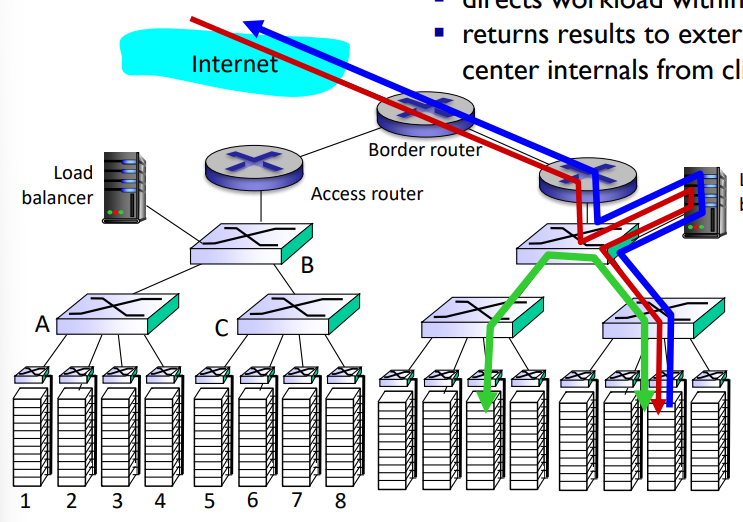 directs workload within
returns results to exter
center internals from cli
Internet
Border router
Load
balancer
Access router
B
A
C
1 2 3 4 5 6 7 8